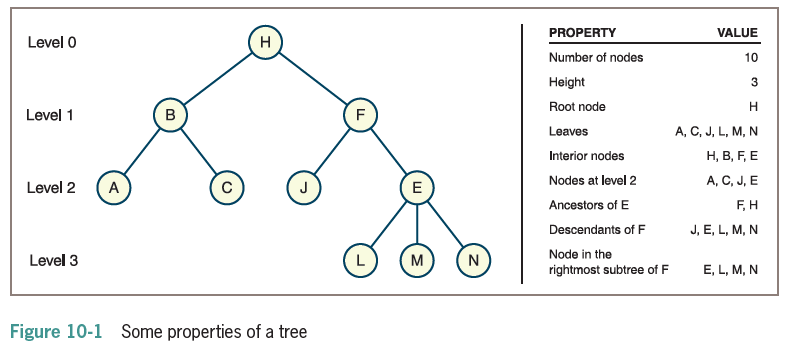 Level 0
H
Level 1
B
F
Level 2
A
C
J
E
Level 3
L
M
N
PROPERTY VALUE
Number of nodes 10
Height 3
Root node H
Leaves A, C, J, L, M, N
Interior nodes H, B, F, E
Nodes at level 2 A, C, J, E
Ancestors of E F, H
Descendants of F J, E, L, M, N
Node in the
rightmost subtree of F E, L, M, N
Figure 10-1 Some properties of a tree